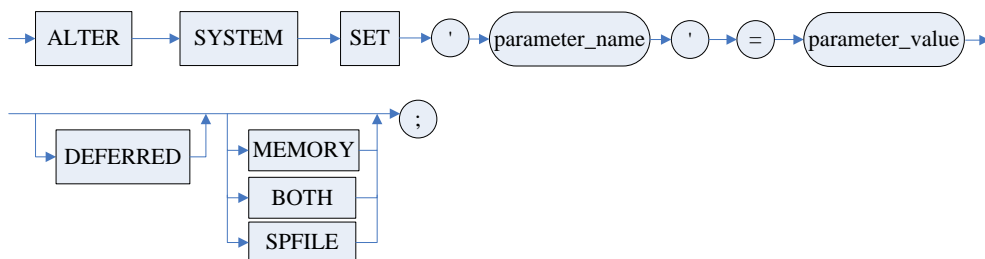 ALTER SYSTEM SET ' parameter_name ' = parameter_value
;
DEFERRED MEMORY
BOTH
SPFILE